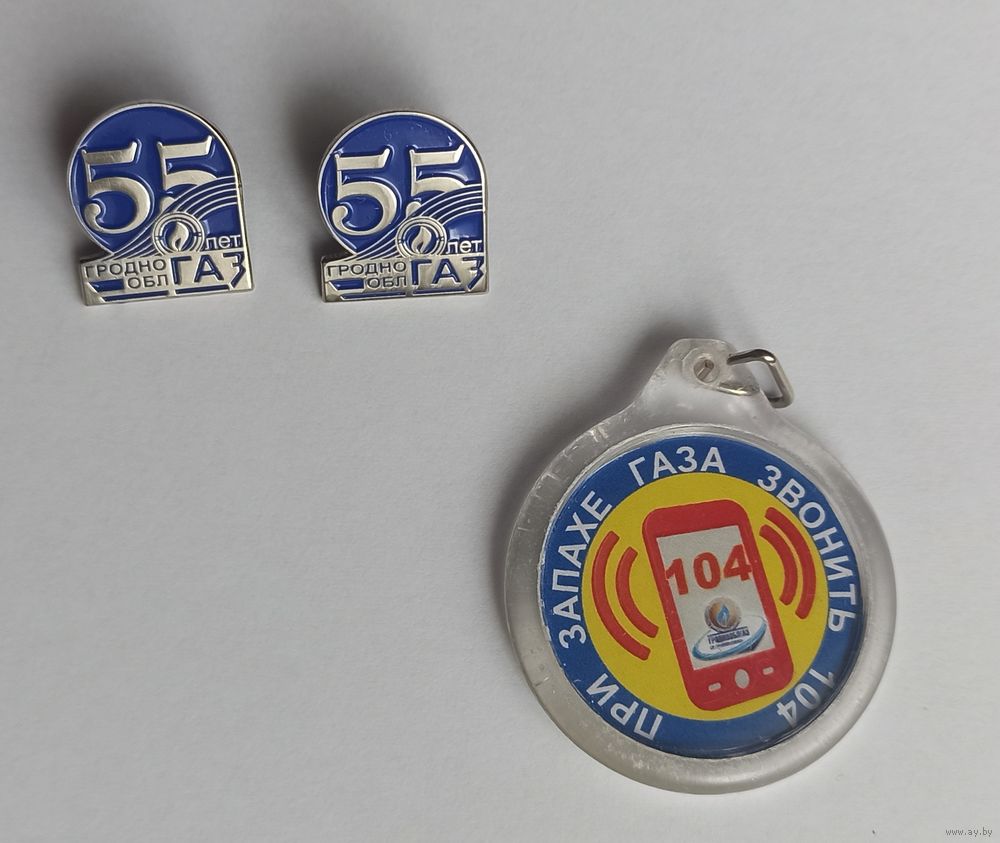 55
лет
ГРОДНО
ОБЛ ГАЗ
55
лет
ГРОДНО
ОБЛ ГАЗ
ПРИ ЗАПАХЕ ГАЗА ЗВОНИТЬ 104
104
ГРОДНООБЛГАЗ
www.ay.by